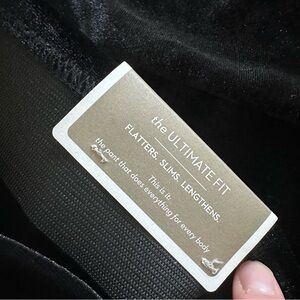 the ULTIMATE FIT
FLATTERS. SLIMS. LENGTHENS.
This is it.
the pant that does everything for every body